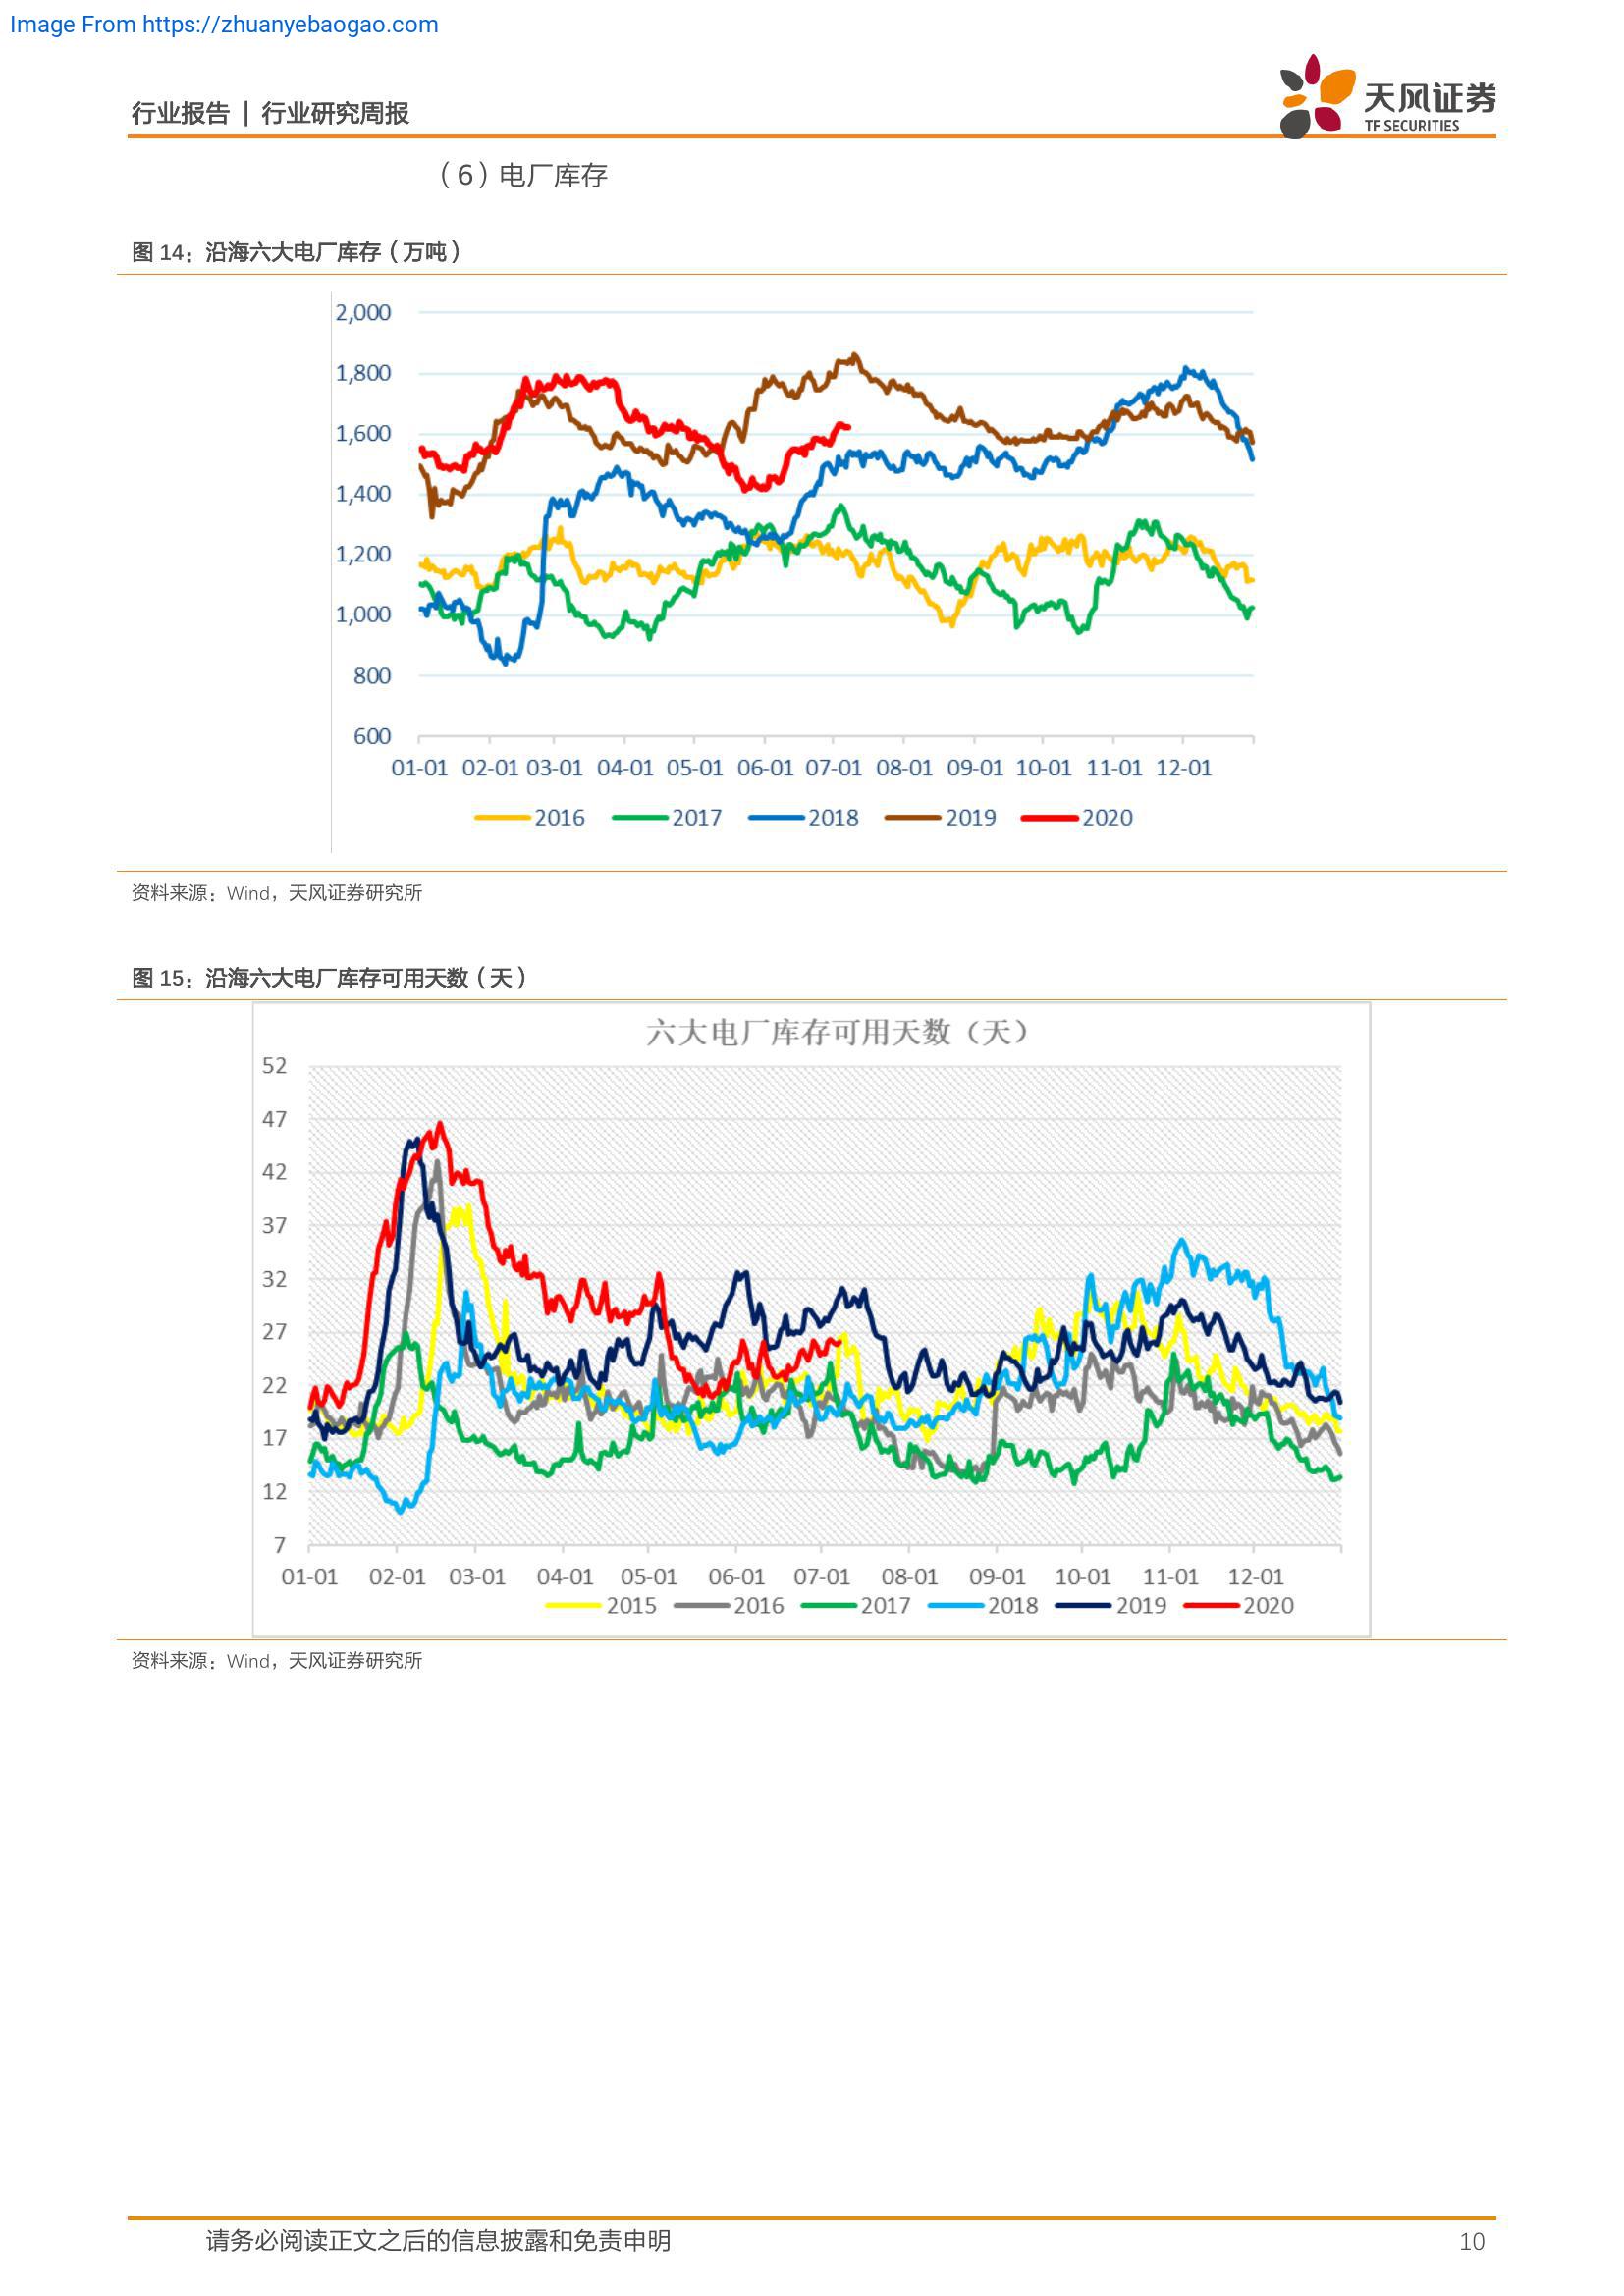 Image From https://zhuanyebaogao.com
行业报告 | 行业研究周报
天风证券
TF SECURITIES
（6）电厂库存
图 14：沿海六大电厂库存（万吨）
2,000
1,800
1,600
1,400
1,200
1,000
800
600
01-01 02-01 03-01 04-01 05-01 06-01 07-01 08-01 09-01 10-01 11-01 12-01
2016 2017 2018 2019 2020
资料来源：Wind，天风证券研究所
图 15：沿海六大电厂库存可用天数（天）
六大电厂库存可用天数（天）
52
47
42
37
32
27
22
17
12
7
01-01 02-01 03-01 04-01 05-01 06-01 07-01 08-01 09-01 10-01 11-01 12-01
2015 2016 2017 2018 2019 2020
资料来源：Wind，天风证券研究所
请务必阅读正文之后的信息披露和免责申明 10